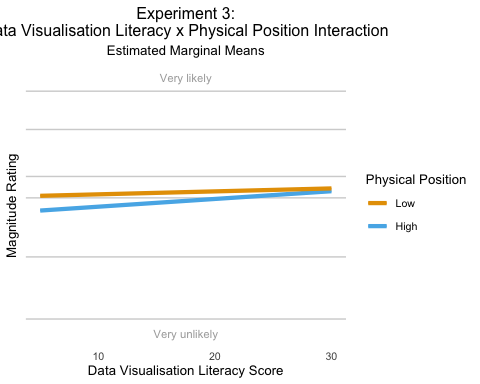 Experiment 3:
ata Visualisation Literacy x Physical Position Interaction
Estimated Marginal Means
Very likely
Magnitude Rating
Physical Position
Low
High
Very unlikely
10 20 30
Data Visualisation Literacy Score